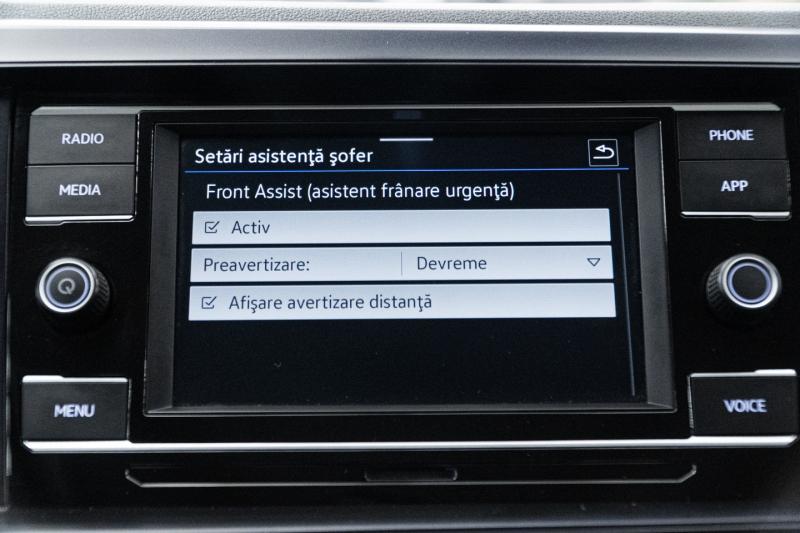 RADIO
MEDIA
MENU
Setări asistenţă şofer
Front Assist (asistent frânare urgenţă)
Activ
Preavertizare: Devreme
Afişare avertizare distanţă
PHONE
APP
VOICE